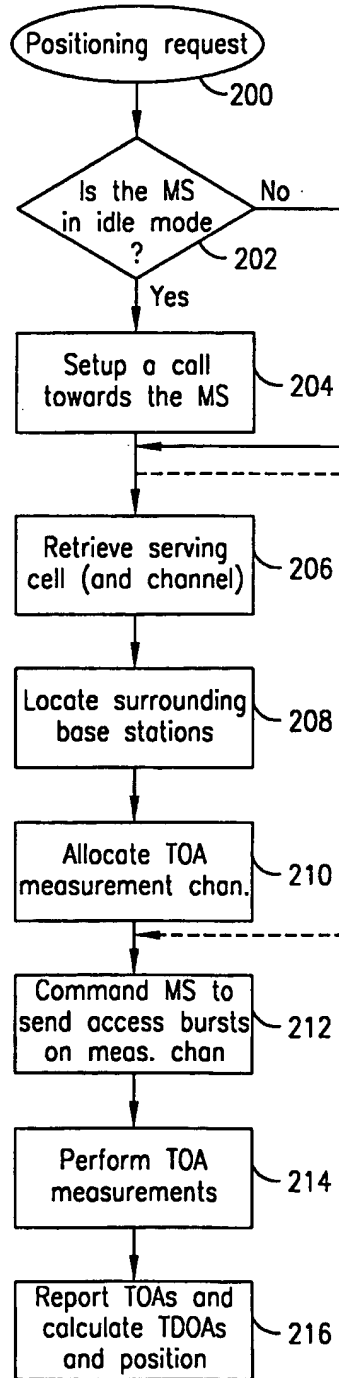 Positioning request
200
Is the MS
in idle mode
?
No
202
Yes
Setup a call
towards the MS
204
Retrieve serving
cell (and channel)
206
Locate surrounding
base stations
208
Allocate TOA
measurement chan.
210
Command MS to
send access bursts
on meas. chan
212
Perform TOA
measurements
214
Report TOAs and
calculate TDOAs
and position
216